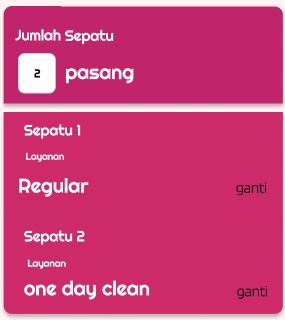 Jumlah Sepatu
2 pasang
Sepatu 1
Layanan
Regular ganti
Sepatu 2
Layanan
one day clean ganti